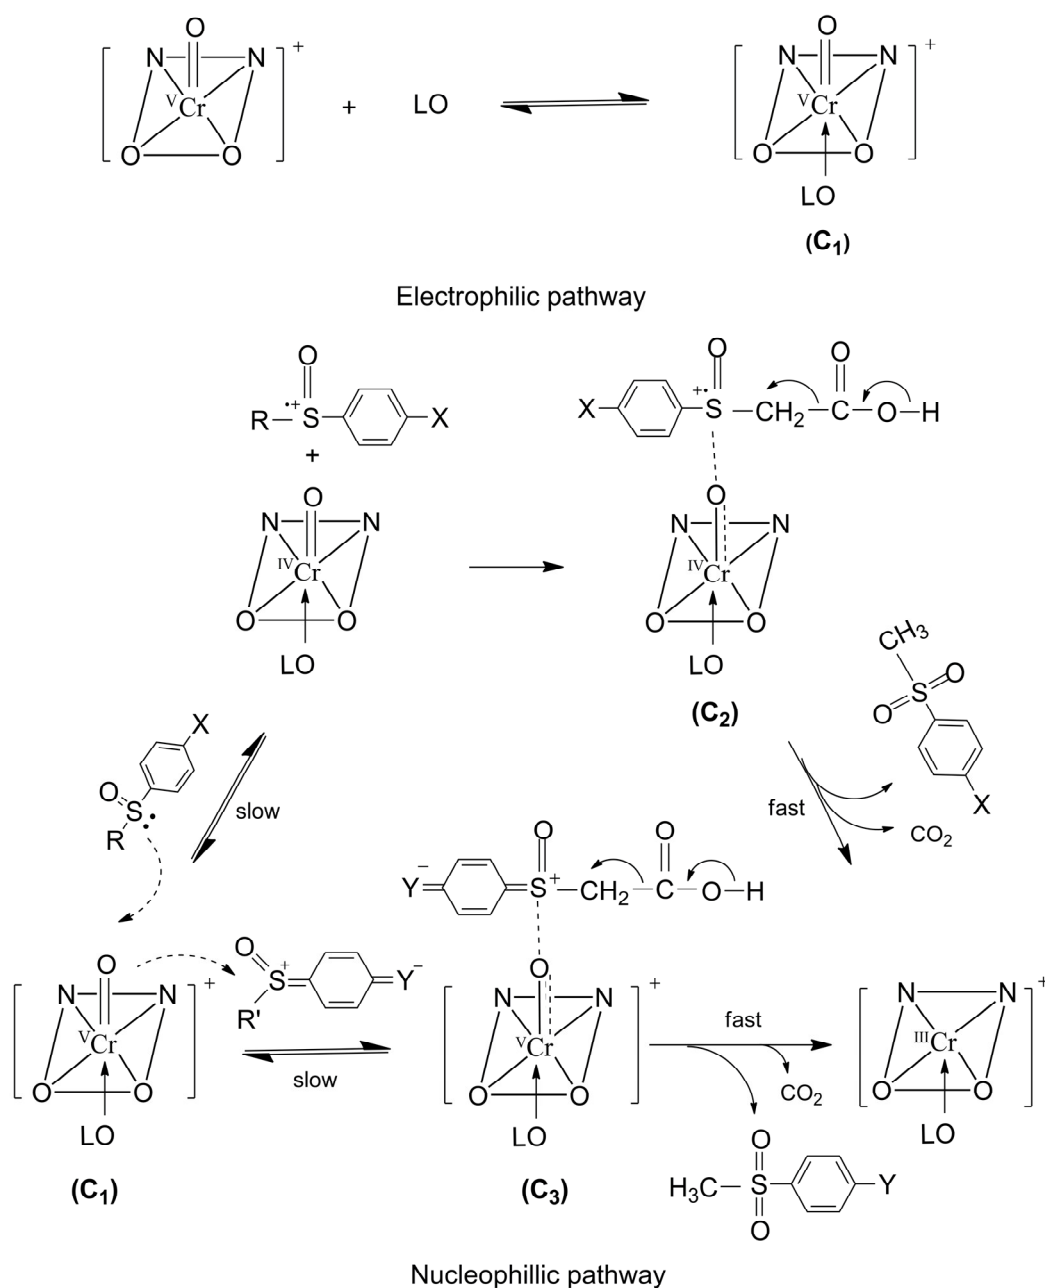 O
[ N N ]+
V Cr
O O
+ LO
O
[ N N ]+
V Cr
O O
LO
(C1)
Electrophilic pathway
O
R S •+ X
+
O
N N
IV Cr
O O
LO
O O
X S +• CH2 C O H
O
N N
IV Cr
O O
LO
(C2)
X
O S
R
slow
CH3
O
S
O
X
fast
CO2
O O
Y − S + CH2 C O H
O
[ N N ]+
V Cr
O O
LO
(C1)
O
S + Y−
R'
slow
O
[ N N ]+
V Cr
O O
LO
(C3)
fast
CO2
O
H3C S Y
O
[ N N ]+
III Cr
O O
LO
Nucleophillic pathway